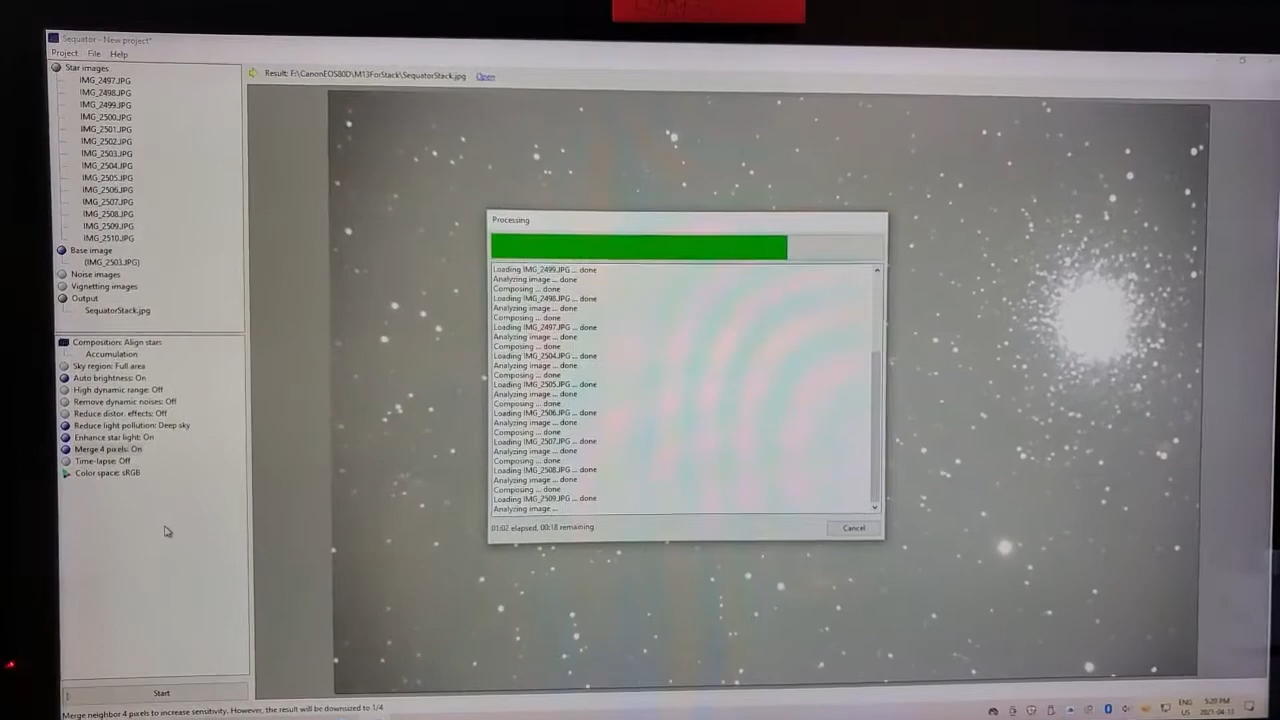 Sequator - New project*
Project File Help
Star images
IMG_2497.JPG
IMG_2498.JPG
IMG_2499.JPG
IMG_2500.JPG
IMG_2501.JPG
IMG_2502.JPG
IMG_2503.JPG
IMG_2504.JPG
IMG_2505.JPG
IMG_2506.JPG
IMG_2507.JPG
IMG_2508.JPG
IMG_2509.JPG
IMG_2510.JPG
Base image
(IMG_2503.JPG)
Noise images
Vignetting images
Output
SequatorStack.jpg
Composition: Align stars
Accumulation
Sky region: Full area
Auto brightness: On
High dynamic range: Off
Remove dynamic noises: Off
Reduce distor. effects: Off
Reduce light pollution: Deep sky
Enhance star light: On
Merge 4 pixels: On
Time-lapse: Off
Color space: sRGB
Start
Merge neighbor 4 pixels to increase sensitivity. However, the result will be downsized to 1/4
Result: F:\CanonEOS80D\M13ForStack\SequatorStack.jpg Open
Processing
Loading IMG_2499.JPG ... done
Analyzing image ... done
Composing ... done
Loading IMG_2498.JPG ... done
Analyzing image ... done
Composing ... done
Loading IMG_2497.JPG ... done
Analyzing image ... done
Composing ... done
Loading IMG_2504.JPG ... done
Analyzing image ... done
Composing ... done
Loading IMG_2505.JPG ... done
Analyzing image ... done
Composing ... done
Loading IMG_2506.JPG ... done
Analyzing image ... done
Composing ... done
Loading IMG_2507.JPG ... done
Analyzing image ... done
Composing ... done
Loading IMG_2508.JPG ... done
Analyzing image ... done
Composing ... done
Loading IMG_2509.JPG ... done
Analyzing image ...
01:02 elapsed, 00:18 remaining
Cancel
ENG
US
5:20 PM
2021-04-13